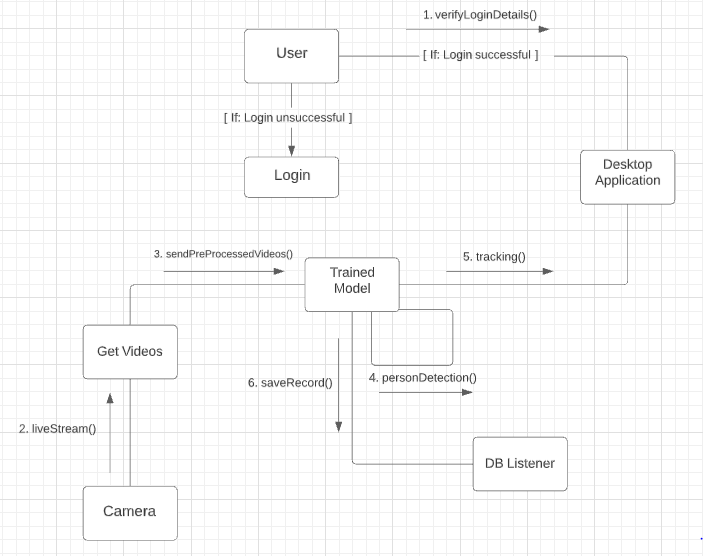 1. verifyLoginDetails()
User
[ If: Login successful ]
[ If: Login unsuccessful ]
Login
Desktop
Application
3. sendPreProcessedVideos()
5. tracking()
Trained
Model
Get Videos
6. saveRecord()
4. personDetection()
2. liveStream()
DB Listener
Camera